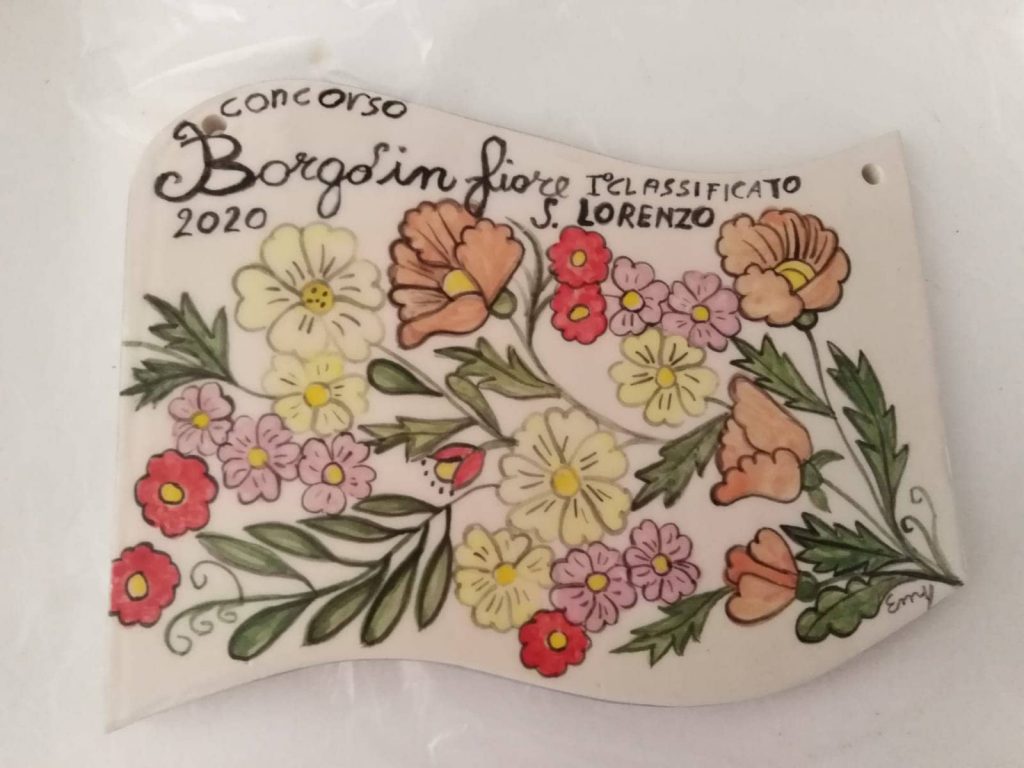 concorso
Borgo in fiore I° CLASSIFICATO
2020 S. LORENZO
Emy